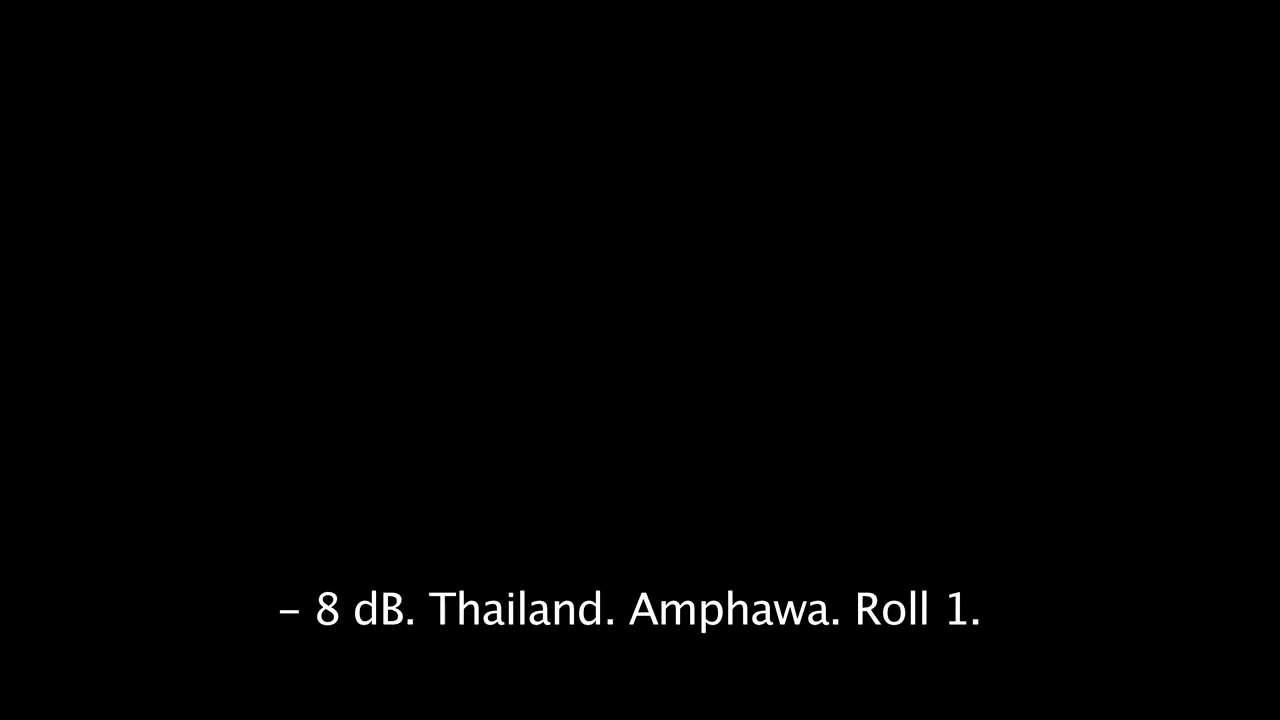 – 8 dB. Thailand. Amphawa. Roll 1.